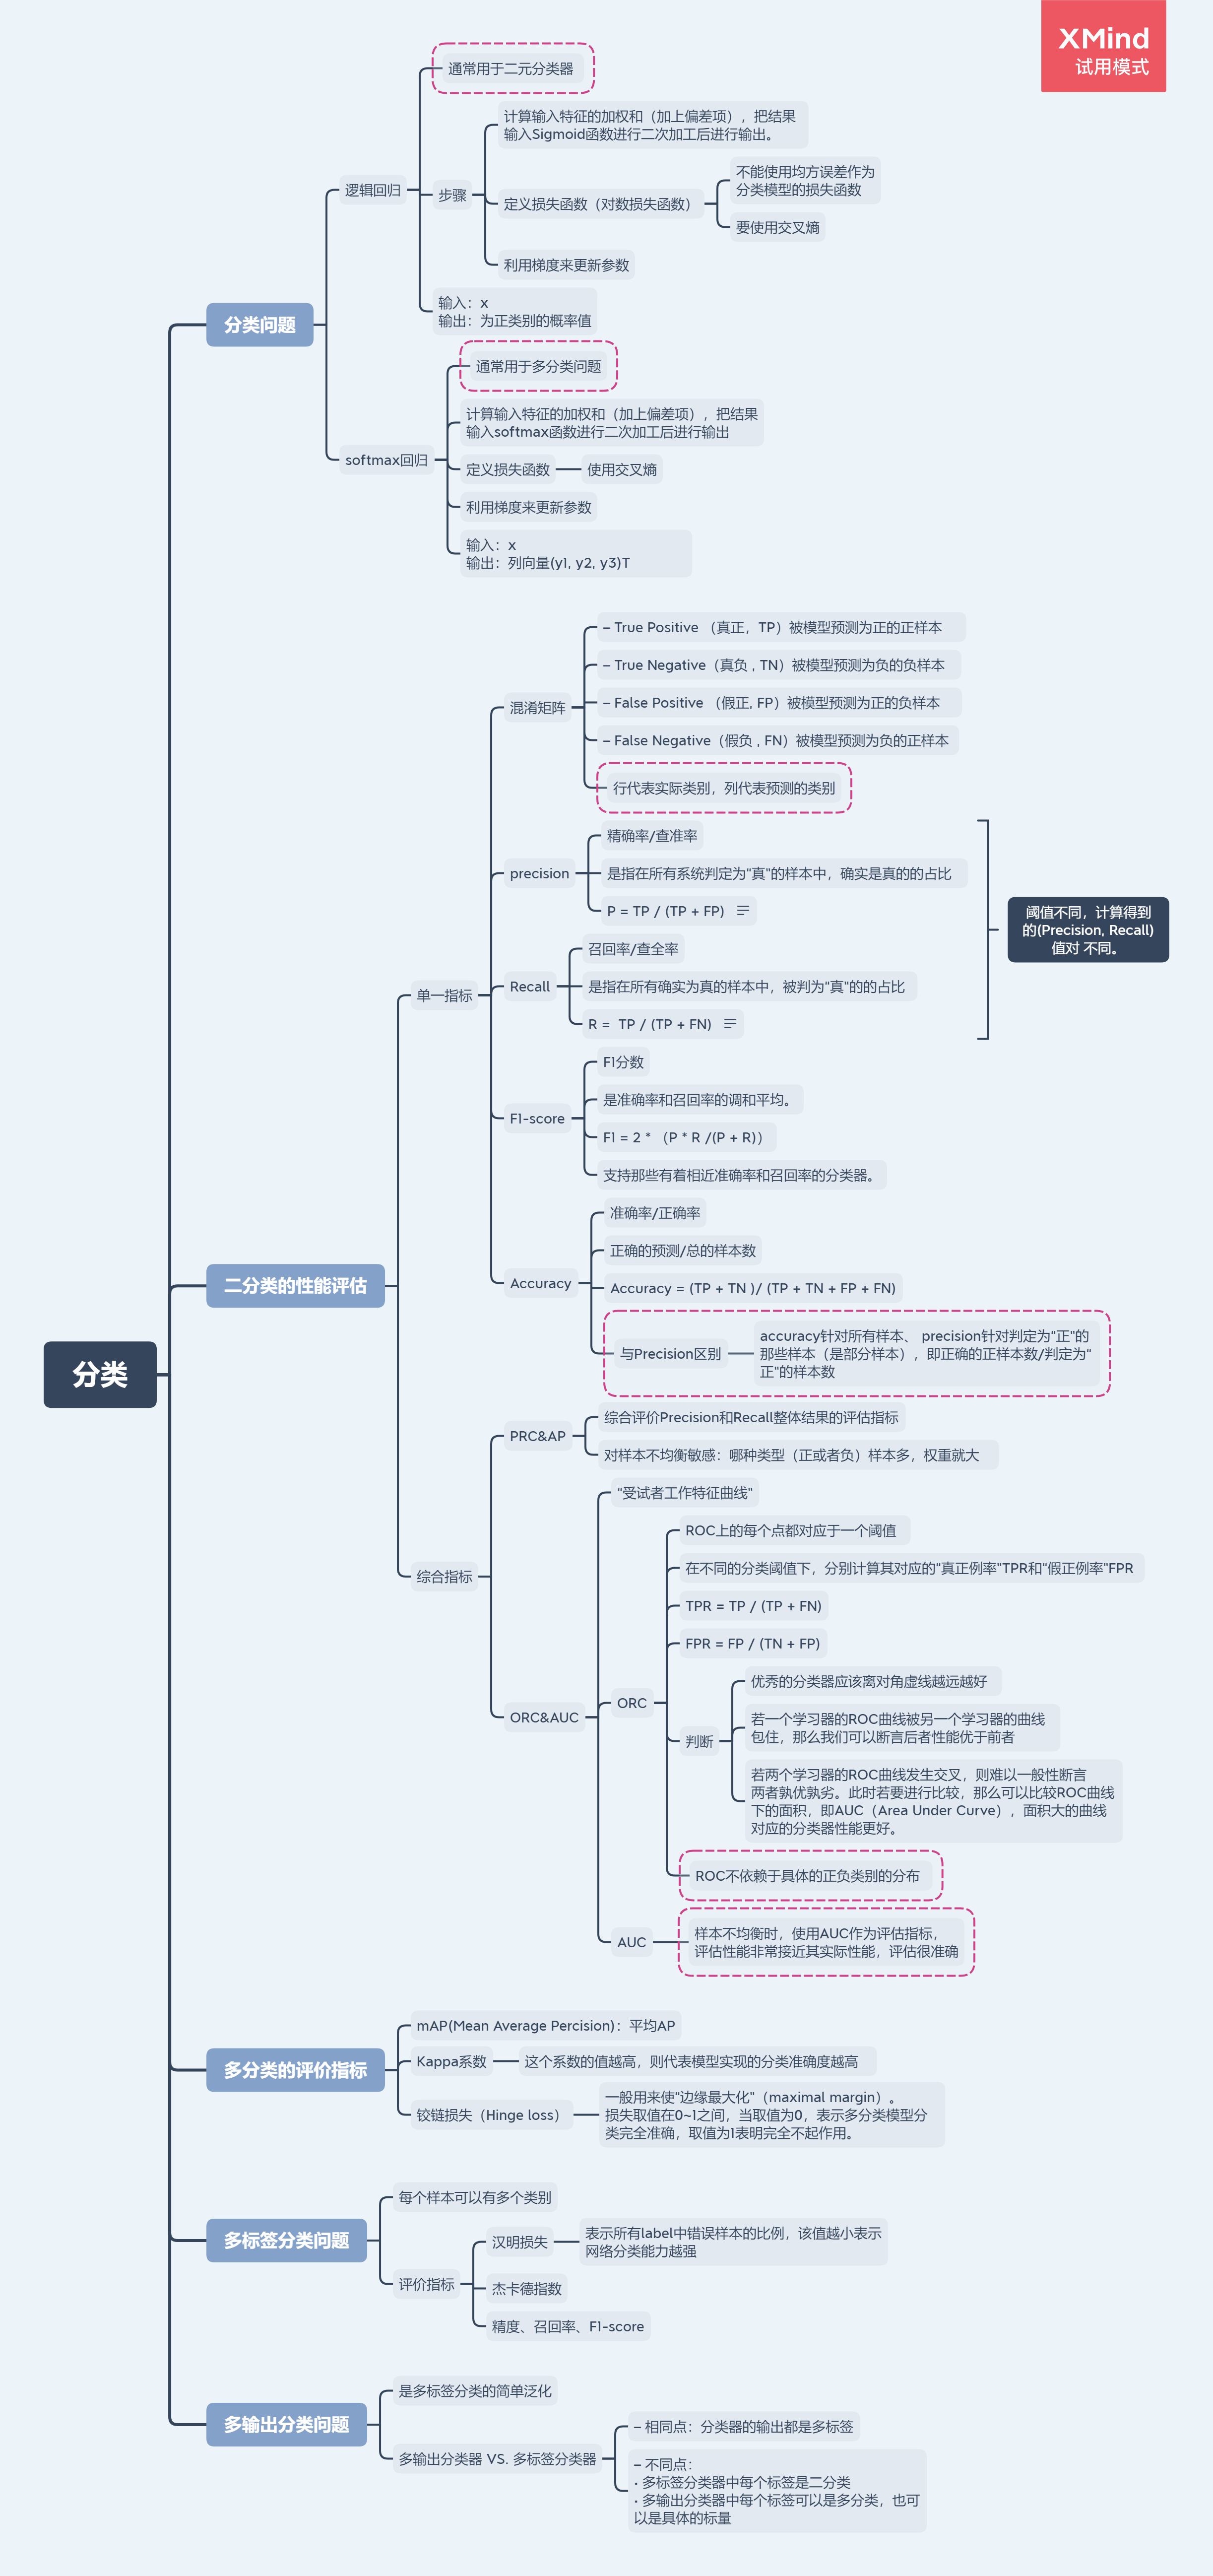 XMind
试用模式
分类
分类问题
逻辑回归
通常用于二元分类器
步骤
计算输入特征的加权和（加上偏差项），把结果
输入Sigmoid函数进行二次加工后进行输出。
定义损失函数（对数损失函数）
不能使用均方误差作为
分类模型的损失函数
要使用交叉熵
利用梯度来更新参数
输入：x
输出：为正类别的概率值
softmax回归
通常用于多分类问题
计算输入特征的加权和（加上偏差项），把结果
输入softmax函数进行二次加工后进行输出
定义损失函数
使用交叉熵
利用梯度来更新参数
输入：x
输出：列向量(y1, y2, y3)T
二分类的性能评估
单一指标
混淆矩阵
– True Positive （真正，TP）被模型预测为正的正样本
– True Negative（真负 , TN）被模型预测为负的负样本
– False Positive （假正, FP）被模型预测为正的负样本
– False Negative（假负 , FN）被模型预测为负的正样本
行代表实际类别，列代表预测的类别
precision
精确率/查准率
是指在所有系统判定为"真"的样本中，确实是真的的占比
P = TP / (TP + FP)
Recall
召回率/查全率
是指在所有确实为真的样本中，被判为"真"的的占比
R =  TP / (TP + FN)
阈值不同，计算得到
的(Precision, Recall)
值对 不同。
F1-score
F1分数
是准确率和召回率的调和平均。
F1 = 2 * （P * R /(P + R)）
支持那些有着相近准确率和召回率的分类器。
Accuracy
准确率/正确率
正确的预测/总的样本数
Accuracy = (TP + TN )/ (TP + TN + FP + FN)
与Precision区别
accuracy针对所有样本、 precision针对判定为"正"的
那些样本（是部分样本），即正确的正样本数/判定为"
正"的样本数
综合指标
PRC&AP
综合评价Precision和Recall整体结果的评估指标
对样本不均衡敏感：哪种类型（正或者负）样本多，权重就大
ORC&AUC
"受试者工作特征曲线"
ORC
ROC上的每个点都对应于一个阈值
在不同的分类阈值下，分别计算其对应的"真正例率"TPR和"假正例率"FPR
TPR = TP / (TP + FN)
FPR = FP / (TN + FP)
判断
优秀的分类器应该离对角虚线越远越好
若一个学习器的ROC曲线被另一个学习器的曲线
包住，那么我们可以断言后者性能优于前者
若两个学习器的ROC曲线发生交叉，则难以一般性断言
两者孰优孰劣。此时若要进行比较，那么可以比较ROC曲线
下的面积，即AUC（Area Under Curve），面积大的曲线
对应的分类器性能更好。
ROC不依赖于具体的正负类别的分布
AUC
样本不均衡时，使用AUC作为评估指标，
评估性能非常接近其实际性能，评估很准确
多分类的评价指标
mAP(Mean Average Percision)：平均AP
Kappa系数
这个系数的值越高，则代表模型实现的分类准确度越高
铰链损失（Hinge loss）
一般用来使"边缘最大化"（maximal margin）。
损失取值在0~1之间，当取值为0，表示多分类模型分
类完全准确，取值为1表明完全不起作用。
多标签分类问题
每个样本可以有多个类别
评价指标
汉明损失
表示所有label中错误样本的比例，该值越小表示
网络分类能力越强
杰卡德指数
精度、召回率、F1-score
多输出分类问题
是多标签分类的简单泛化
多输出分类器 VS. 多标签分类器
– 相同点：分类器的输出都是多标签
– 不同点：
• 多标签分类器中每个标签是二分类
• 多输出分类器中每个标签可以是多分类，也可
以是具体的标量